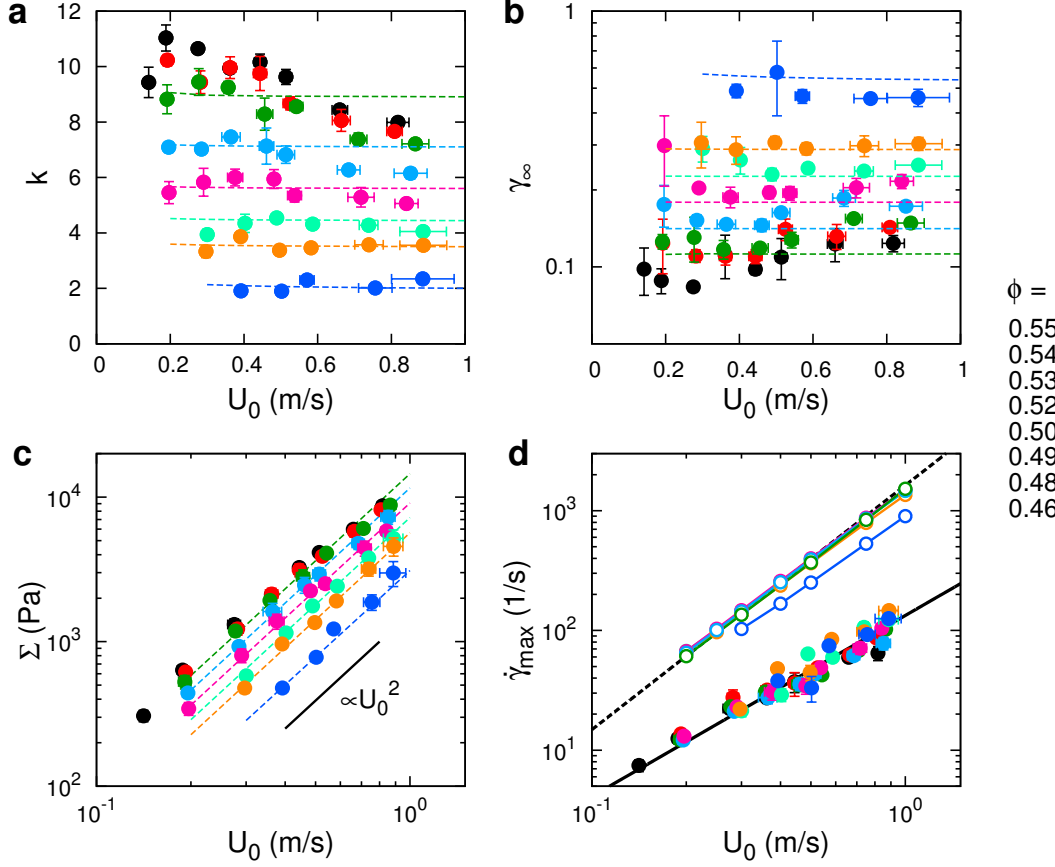 a
12
10
8
6
4
2
0
k
0
0.2
0.4
0.6
0.8
1
U0 (m/s)
b
1
0.1
γ∞
0
0.2
0.4
0.6
0.8
1
U0 (m/s)
ϕ =
0.55
0.54
0.53
0.52
0.50
0.49
0.48
0.46
c
10^4
10^3
10^2
Σ (Pa)
∝U0^2
10^-1
10^0
U0 (m/s)
d
10^3
10^2
10^1
γ̇max (1/s)
10^-1
10^0
U0 (m/s)